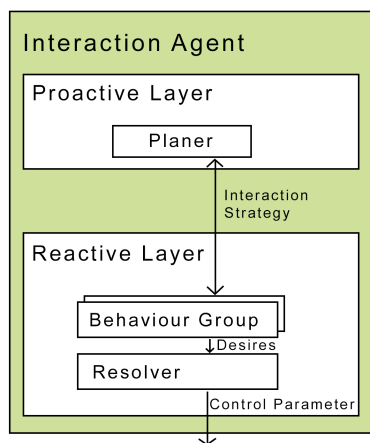 Interaction Agent
Proactive Layer
Planer
Interaction
Strategy
Reactive Layer
Behaviour Group
Desires
Resolver
Control Parameter